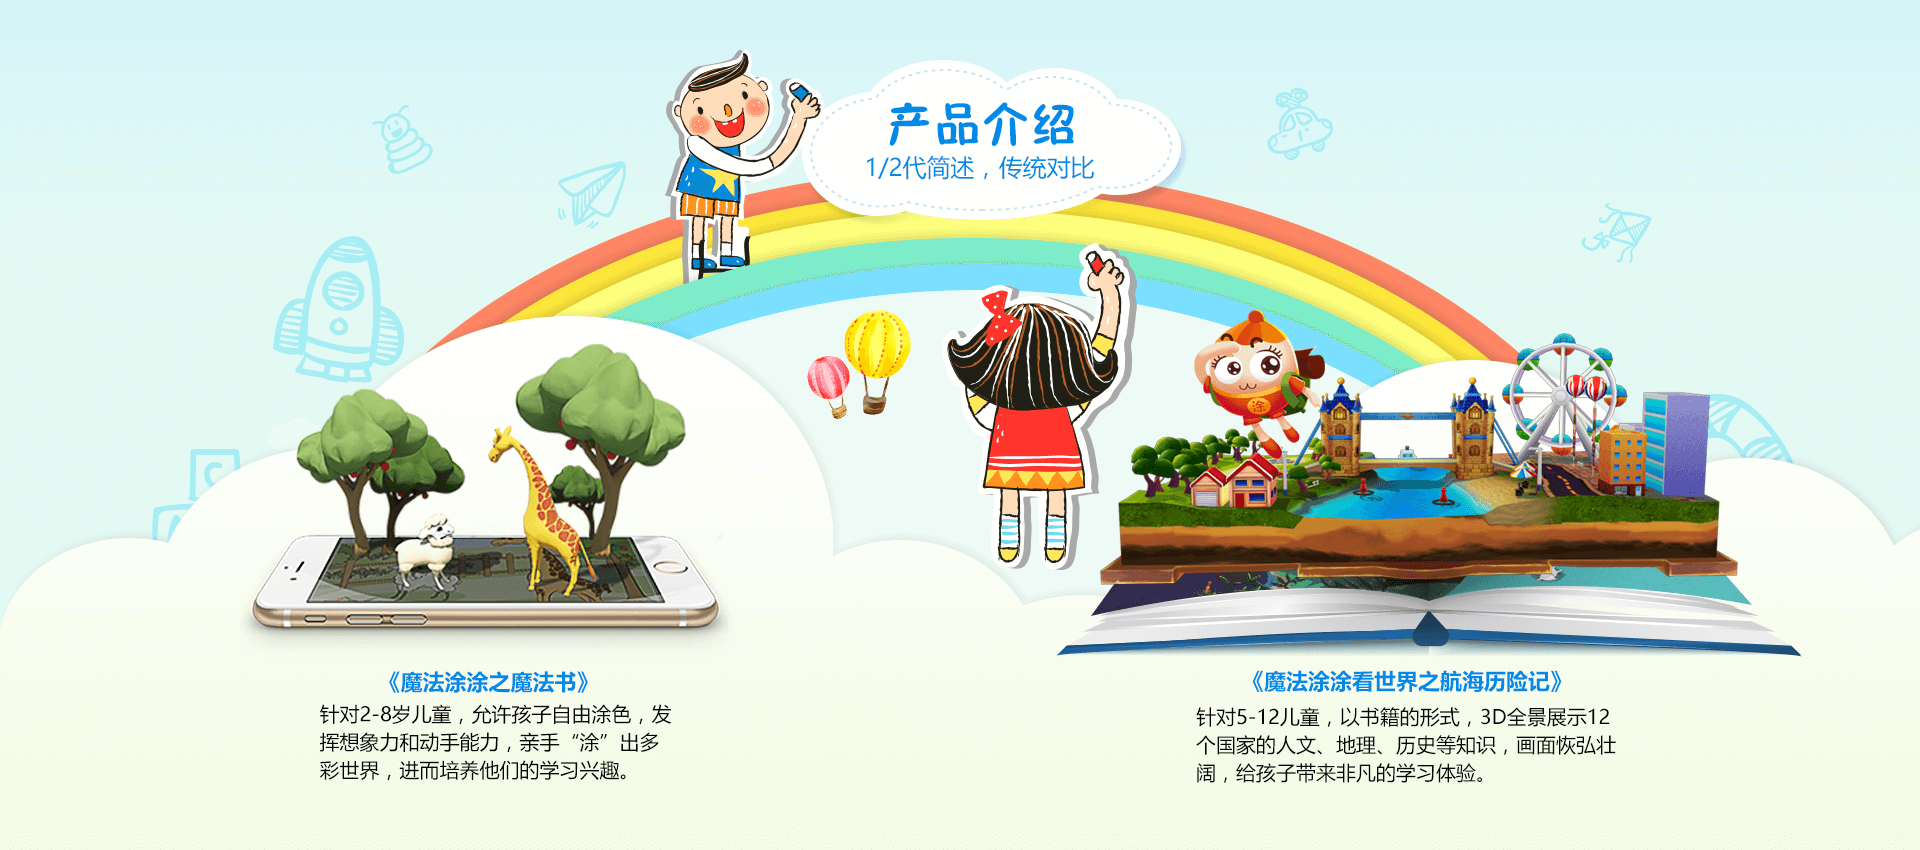 产品介绍
1/2代简述，传统对比
涂
C
A
《魔法涂涂之魔法书》
针对2-8岁儿童，允许孩子自由涂色，发
挥想象力和动手能力，亲手“涂”出多
彩世界，进而培养他们的学习兴趣。
《魔法涂涂看世界之航海历险记》
针对5-12儿童，以书籍的形式，3D全景展示12
个国家的人文、地理、历史等知识，画面恢弘壮
阔，给孩子带来非凡的学习体验。